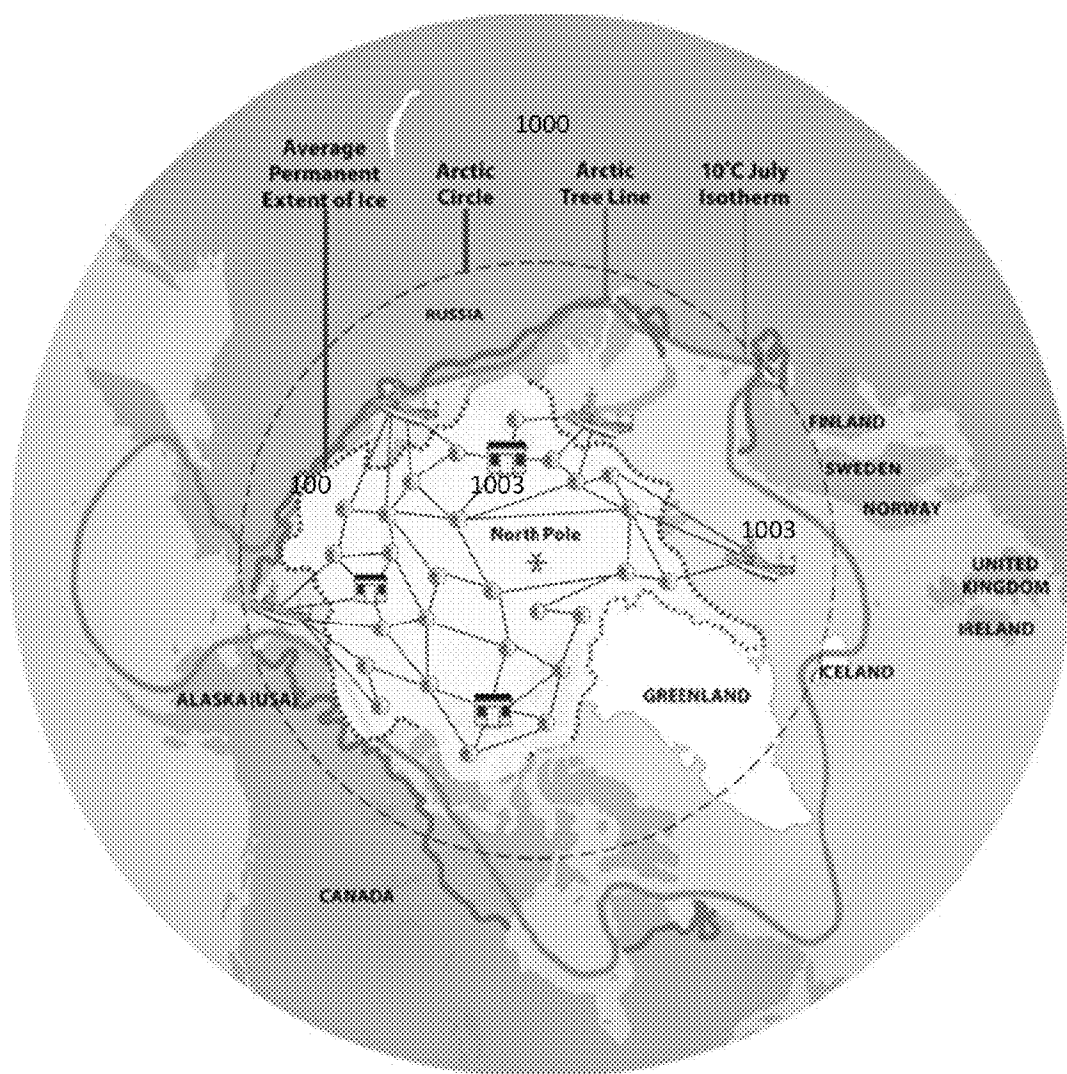 1000
Average
Permanent
Extent of Ice
Arctic
Circle
Arctic
Tree Line
10°C July
Isotherm
RUSSIA
FINLAND
SWEDEN
NORWAY
UNITED
KINGDOM
IRELAND
ICELAND
100
1003
1003
North Pole
GREENLAND
ALASKA (USA)
CANADA